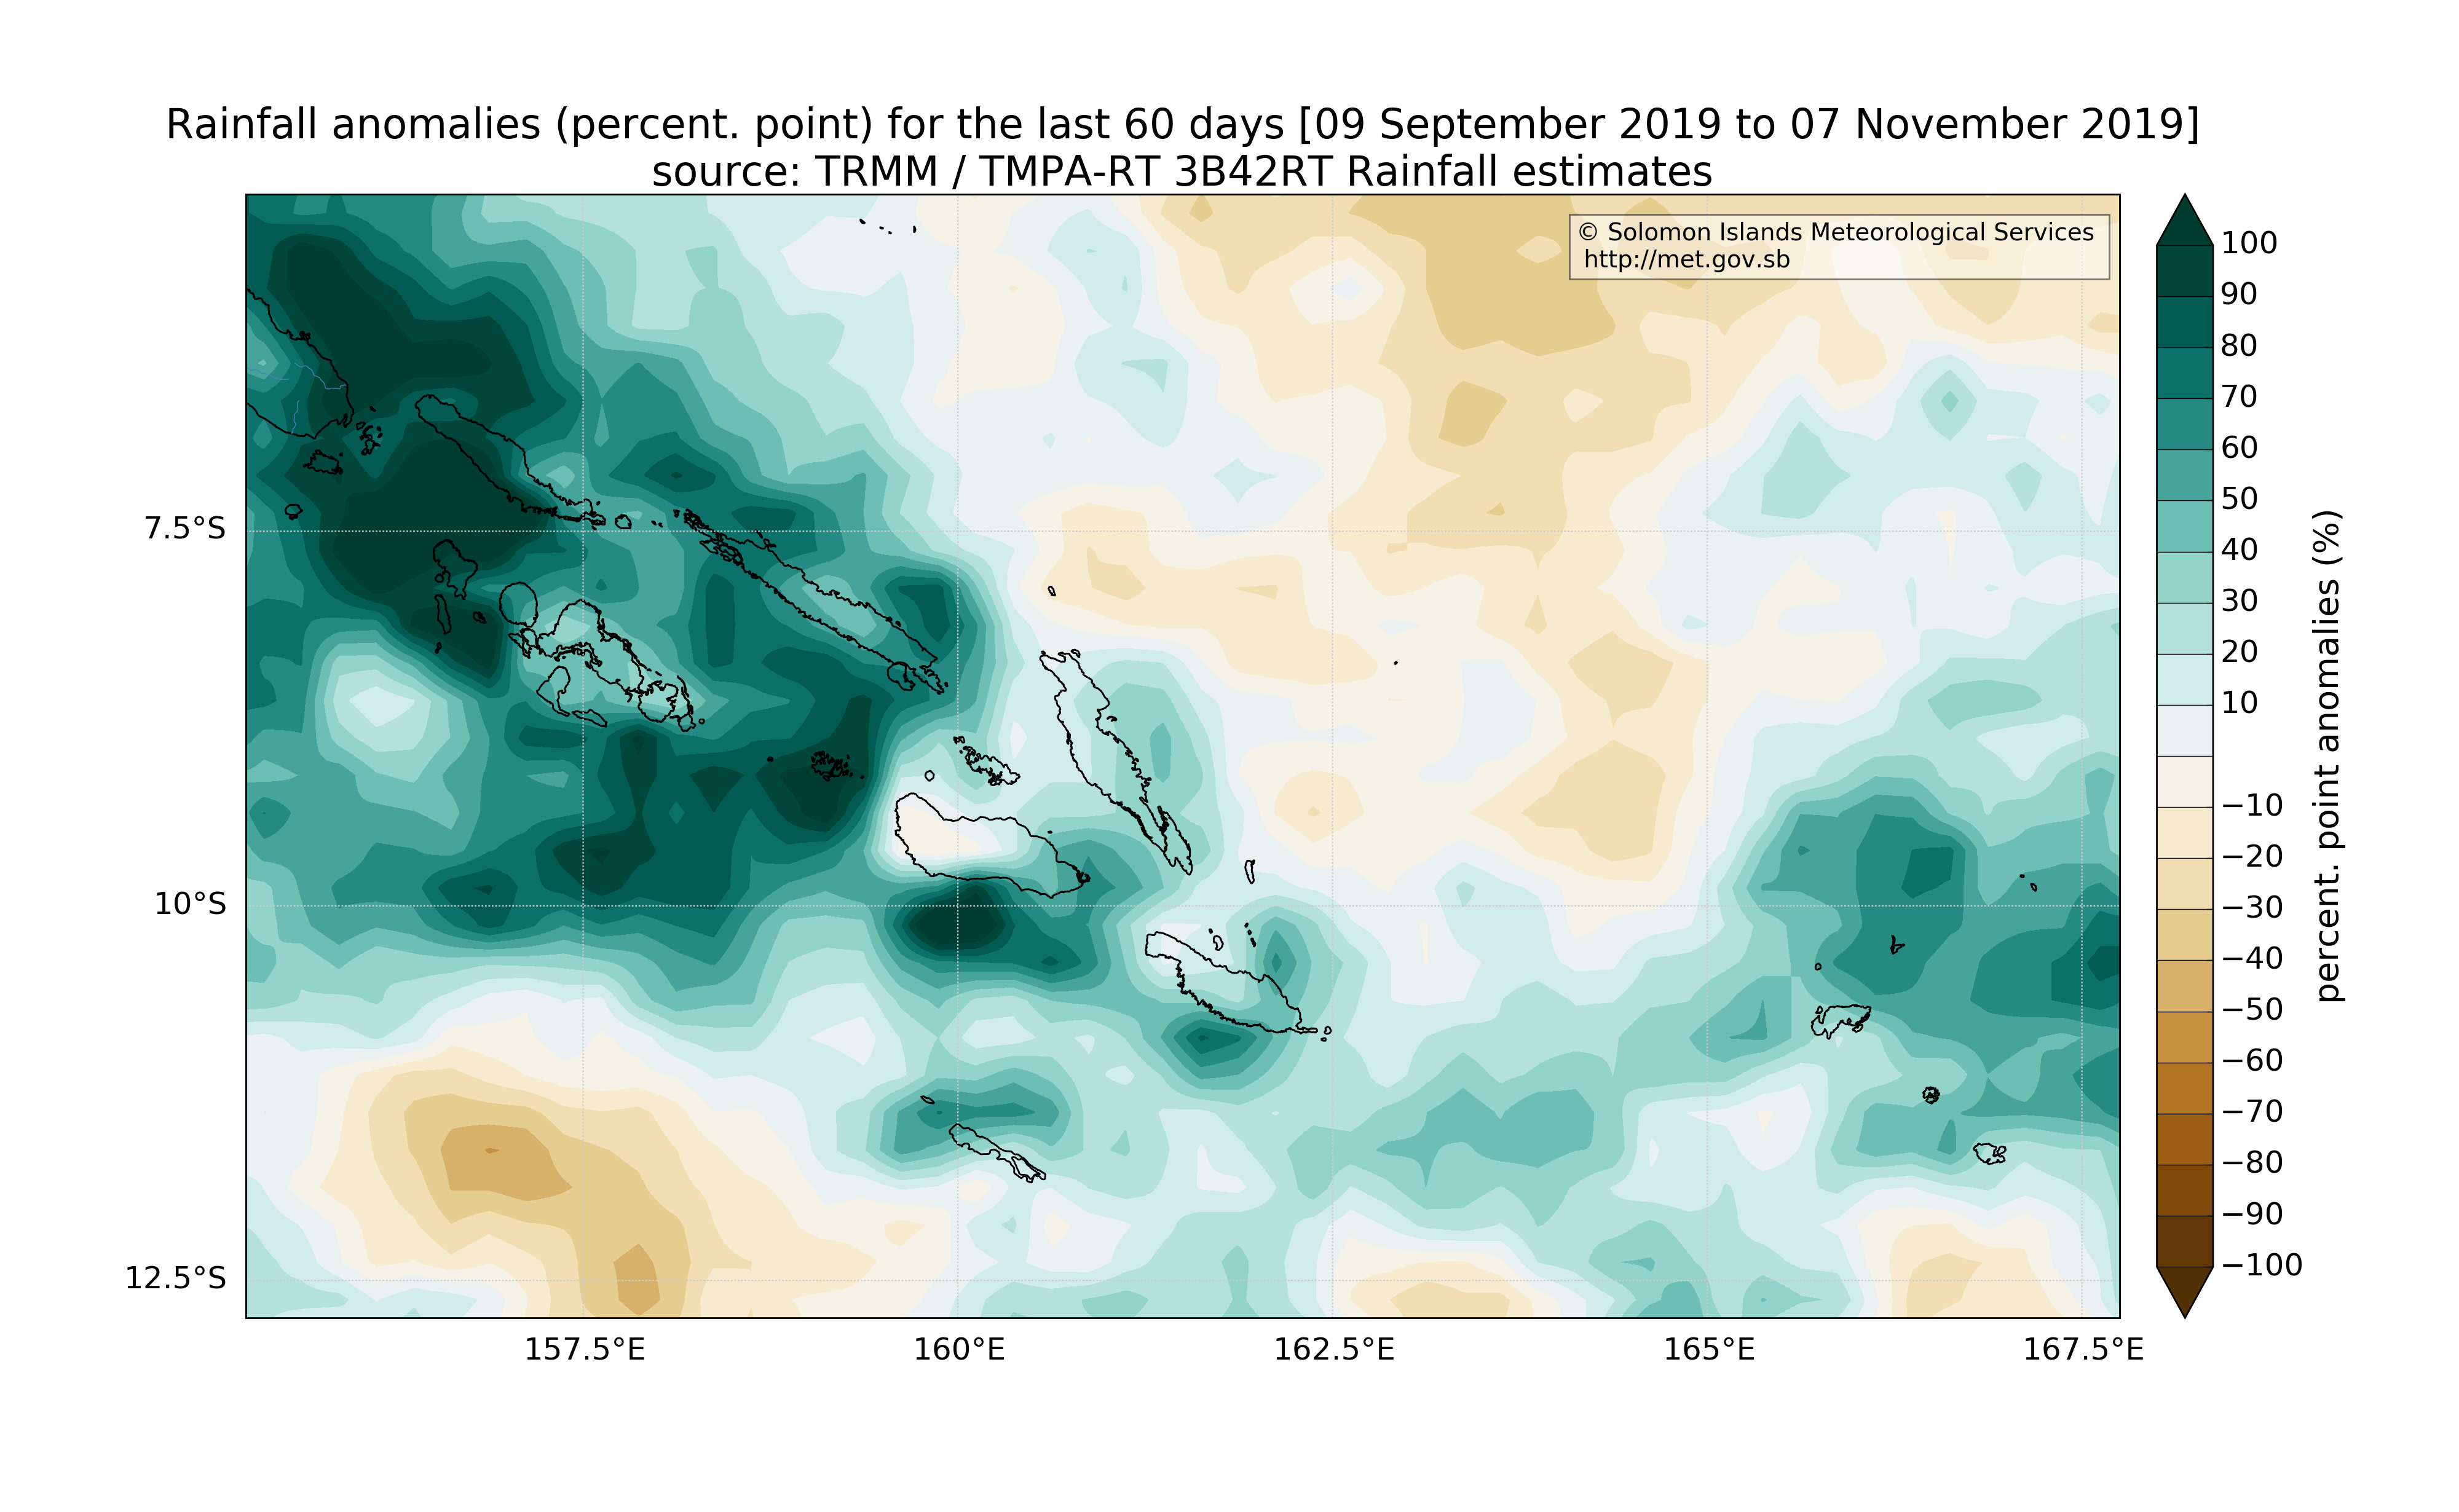 Rainfall anomalies (percent. point) for the last 60 days [09 September 2019 to 07 November 2019]
source: TRMM / TMPA-RT 3B42RT Rainfall estimates
© Solomon Islands Meteorological Services
http://met.gov.sb
7.5°S
10°S
12.5°S
157.5°E
160°E
162.5°E
165°E
167.5°E
100
90
80
70
60
50
40
30
20
10
−10
−20
−30
−40
−50
−60
−70
−80
−90
−100
percent. point anomalies (%)